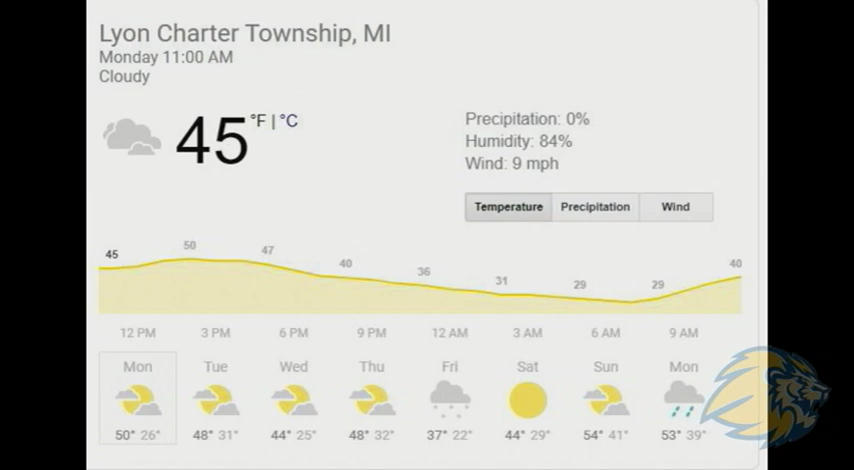 Lyon Charter Township, MI
Monday 11:00 AM
Cloudy
45 °F | °C
Precipitation: 0%
Humidity: 84%
Wind: 9 mph
Temperature Precipitation Wind
45 50 47 40 36 31 29 29 40
12 PM 3 PM 6 PM 9 PM 12 AM 3 AM 6 AM 9 AM
Mon Tue Wed Thu Fri Sat Sun Mon
50° 26° 48° 31° 44° 25° 48° 32° 37° 22° 44° 29° 54° 41° 53° 39°